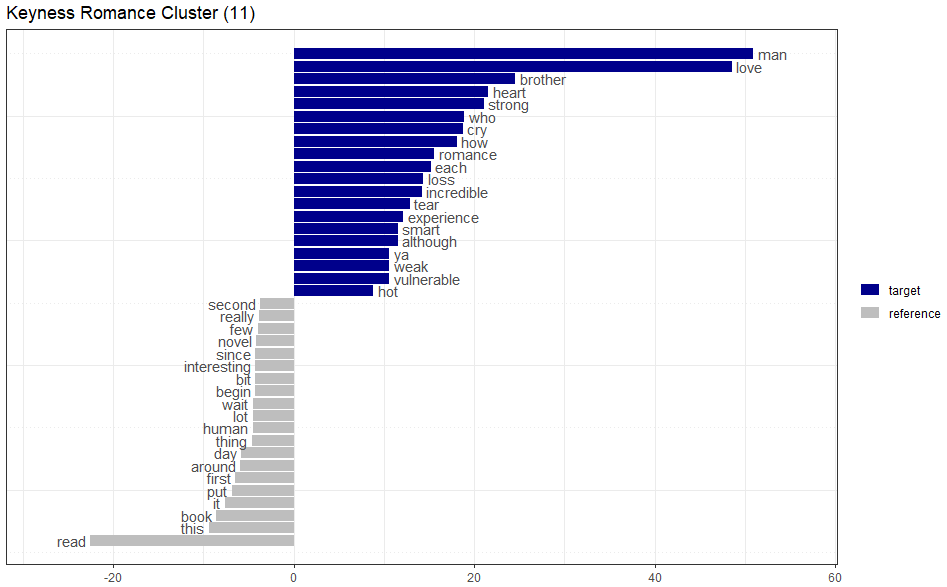 Keyness Romance Cluster (11)
man
love
brother
heart
strong
who
cry
how
romance
each
loss
incredible
tear
experience
smart
although
ya
weak
vulnerable
hot
second
really
few
novel
since
interesting
bit
begin
wait
lot
human
thing
day
around
first
put
it
book
this
read
target
reference
-20 0 20 40 60